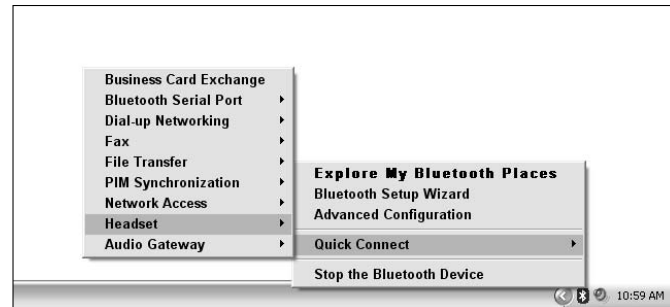 Business Card Exchange
Bluetooth Serial Port
Dial-up Networking
Fax
File Transfer
PIM Synchronization
Network Access
Headset
Audio Gateway
Explore My Bluetooth Places
Bluetooth Setup Wizard
Advanced Configuration
Quick Connect
Stop the Bluetooth Device
10:59 AM